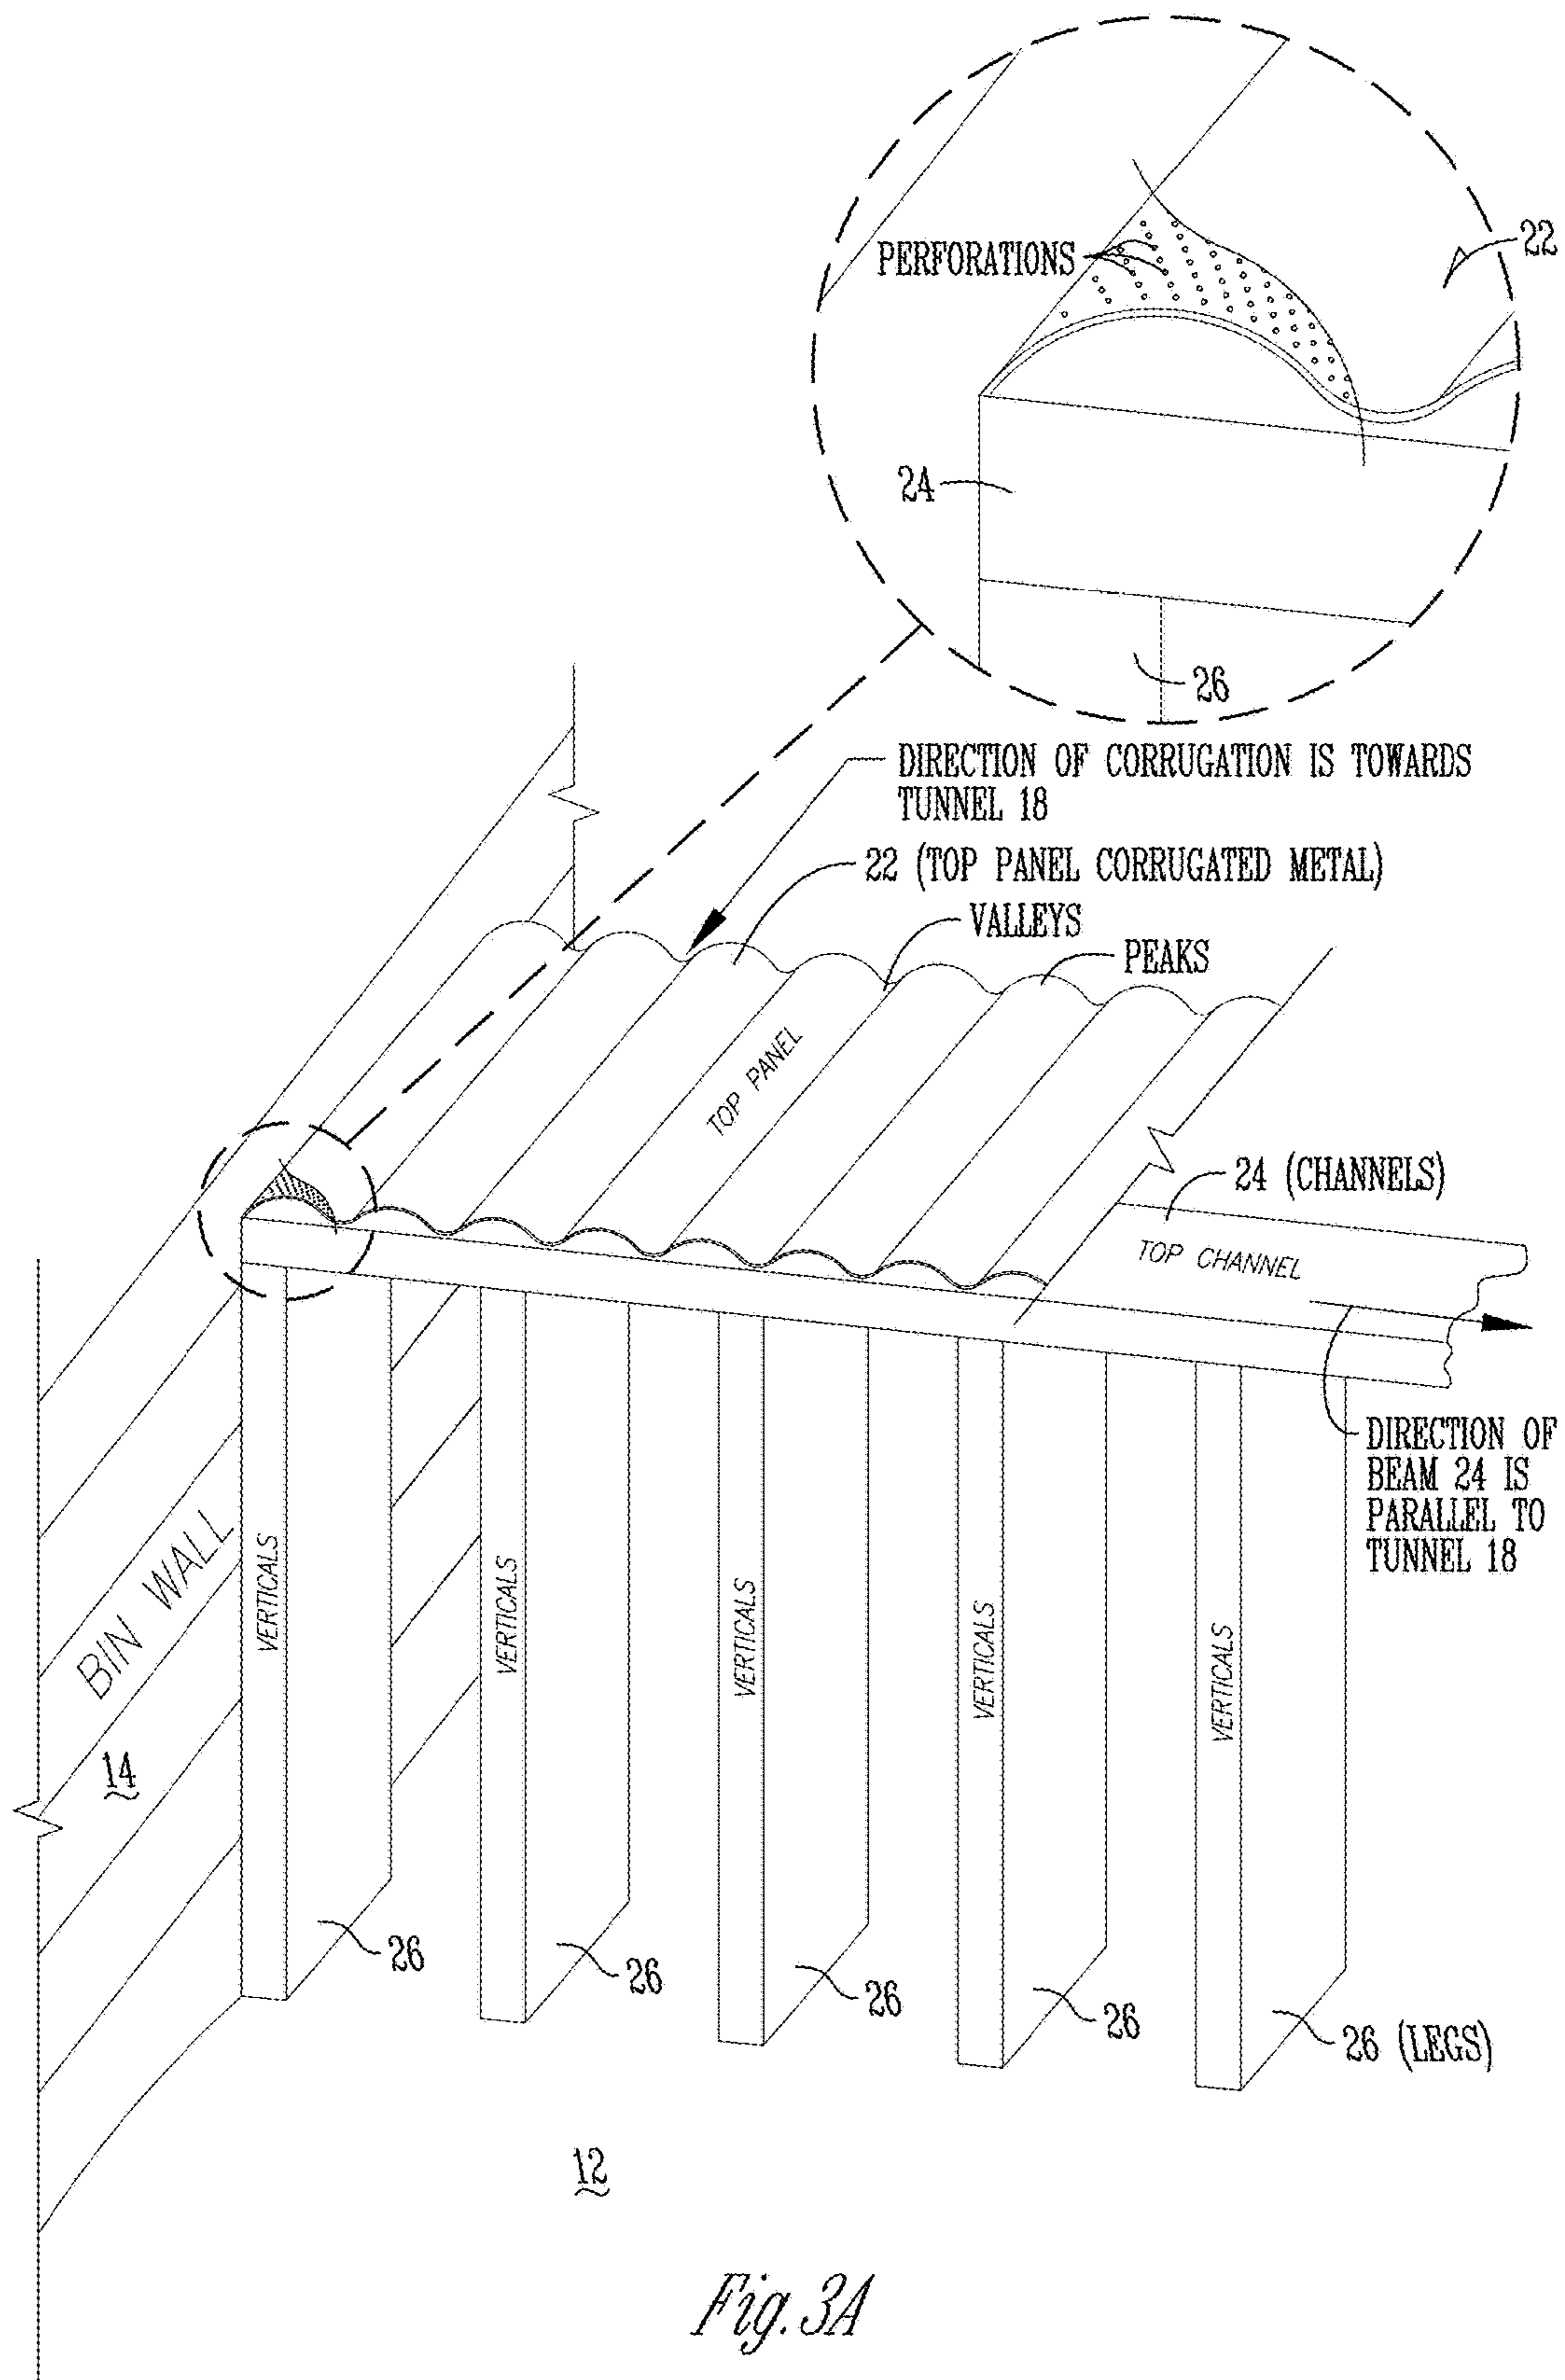 PERFORATIONS
22
24
26
DIRECTION OF CORRUGATION IS TOWARDS
TUNNEL 18
22 (TOP PANEL CORRUGATED METAL)
VALLEYS
PEAKS
TOP PANEL
24 (CHANNELS)
TOP CHANNEL
DIRECTION OF
BEAM 24 IS
PARALLEL TO
TUNNEL 18
BIN WALL
VERTICALS
VERTICALS
VERTICALS
VERTICALS
VERTICALS
14
26
26
26
26
26 (LEGS)
12
Fig. 3A